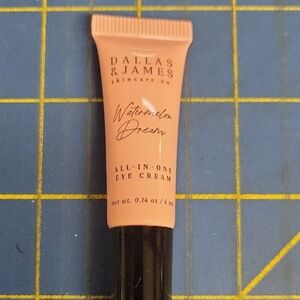 DALLAS
& JAMES
skincare co
Watermelon
Dream
ALL-IN-ONE
EYE CREAM
net wt. 0.14 oz / 4 ml